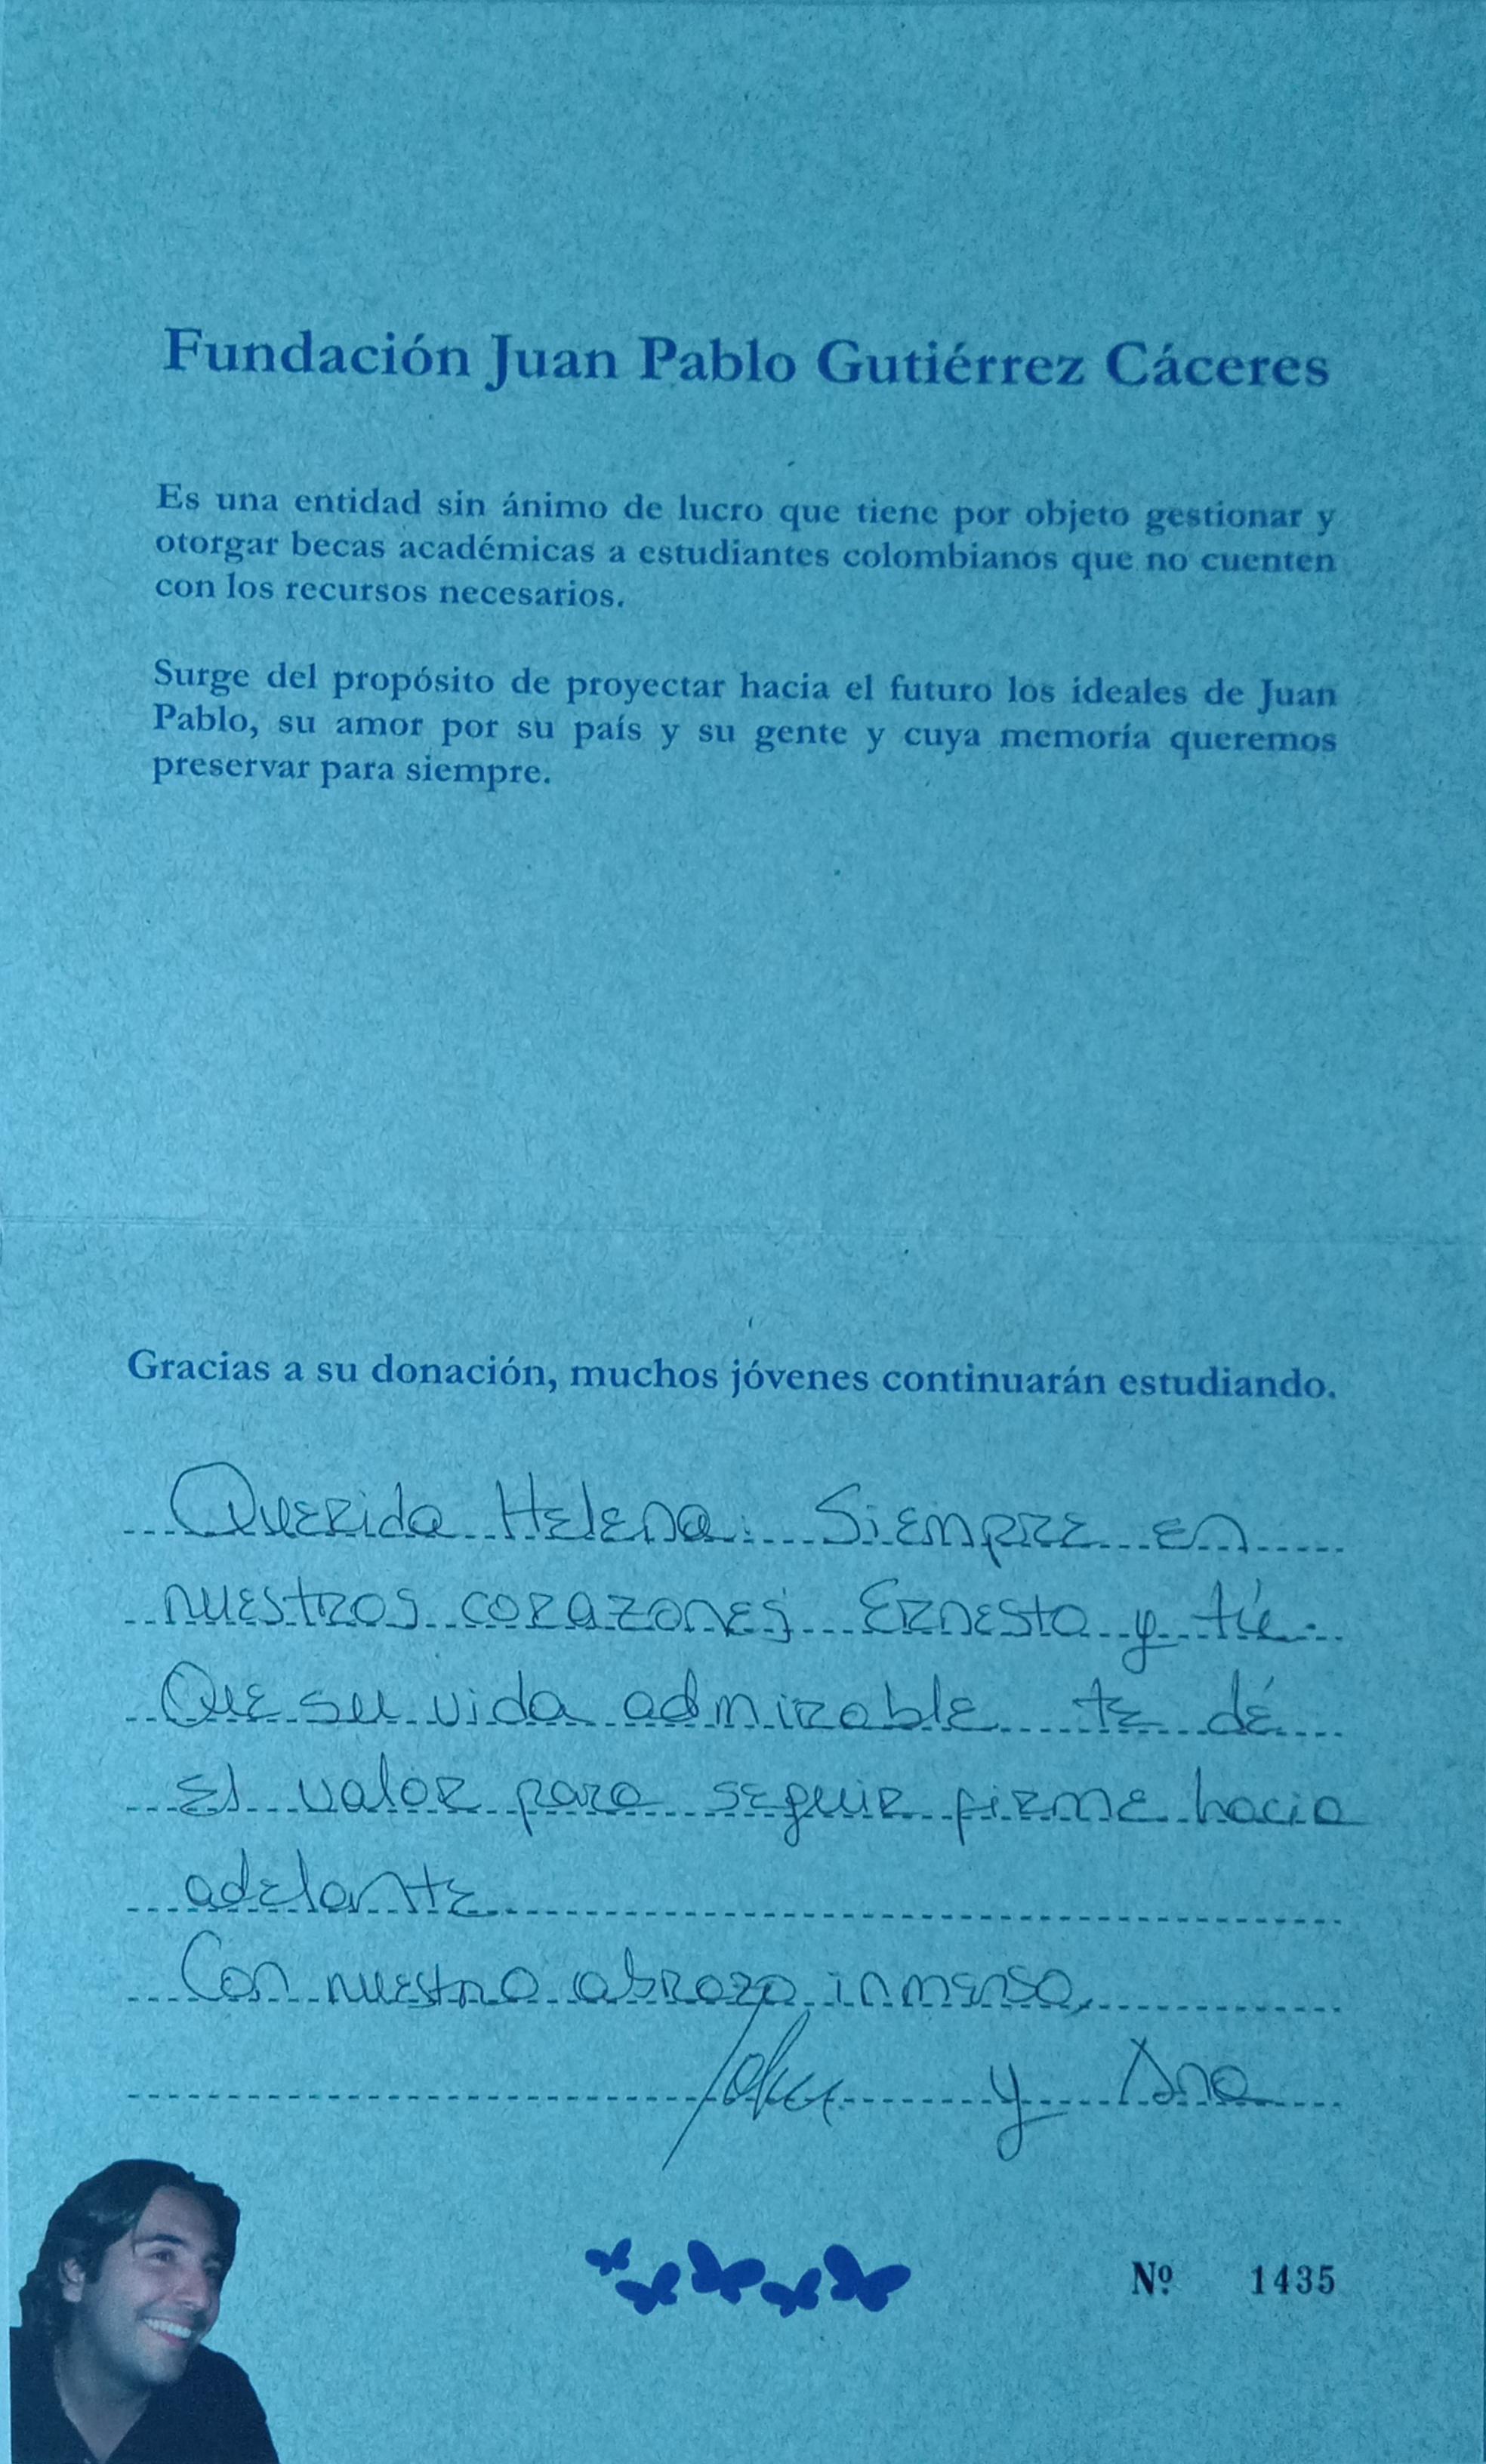 Fundación Juan Pablo Gutiérrez Cáceres
Es una entidad sin ánimo de lucro que tiene por objeto gestionar y
otorgar becas académicas a estudiantes colombianos que no cuenten
con los recursos necesarios.
Surge del propósito de proyectar hacia el futuro los ideales de Juan
Pablo, su amor por su país y su gente y cuya memoría queremos
preservar para siempre.
Gracias a su donación, muchos jóvenes continuarán estudiando.
Querida Helena: Siempre en
nuestros corazones Ernesto y tú.
Que su vida admirable te dé
el valor para seguir firme hacia
adelante
Con nuestro abrazo inmenso,
y Ana
Nº 1435